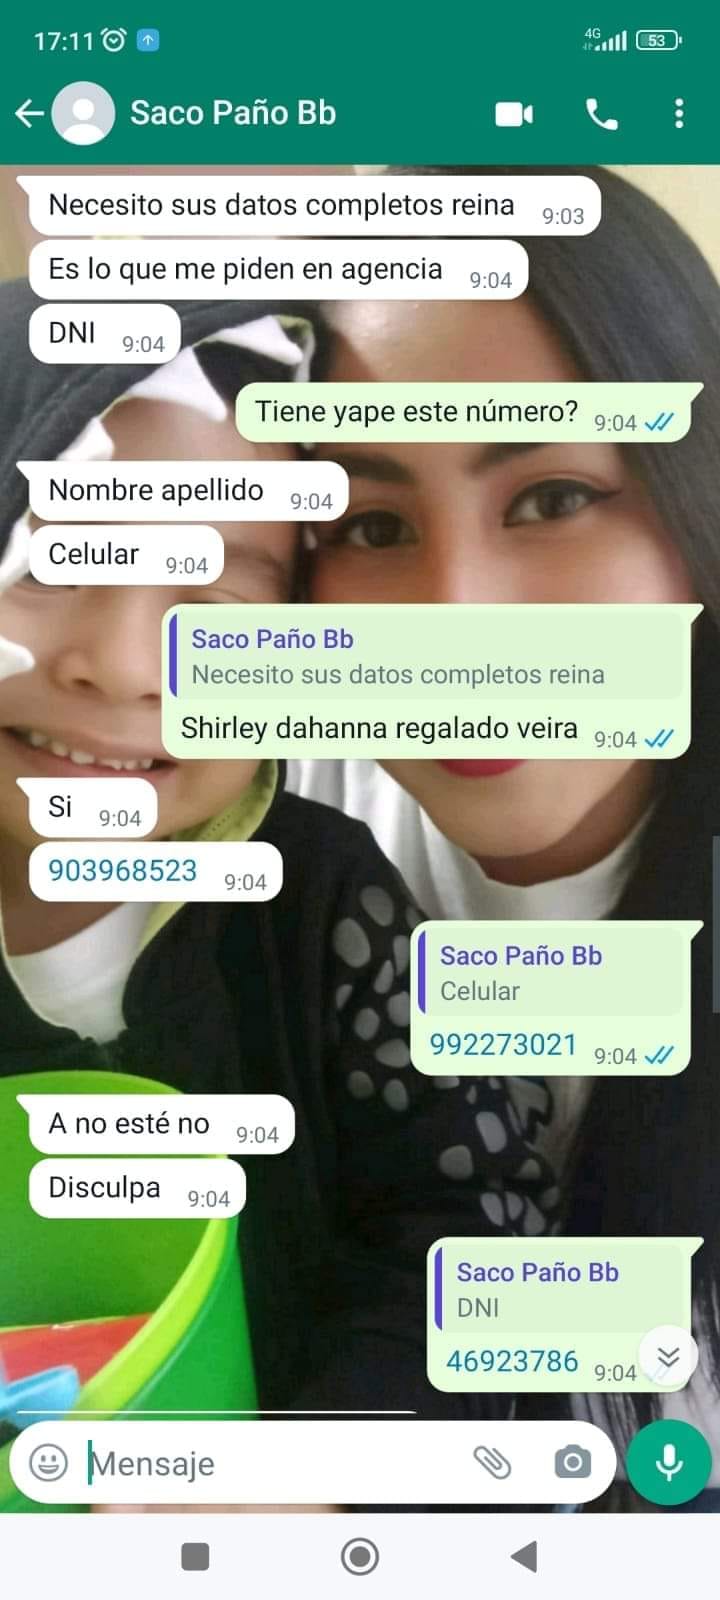 17:11
4G
53
Saco Paño Bb
Necesito sus datos completos reina 9:03
Es lo que me piden en agencia 9:04
DNI 9:04
Tiene yape este número? 9:04
Nombre apellido 9:04
Celular 9:04
Saco Paño Bb
Necesito sus datos completos reina
Shirley dahanna regalado veira 9:04
Si 9:04
903968523 9:04
Saco Paño Bb
Celular
992273021 9:04
A no esté no 9:04
Disculpa 9:04
Saco Paño Bb
DNI
46923786 9:04
Mensaje